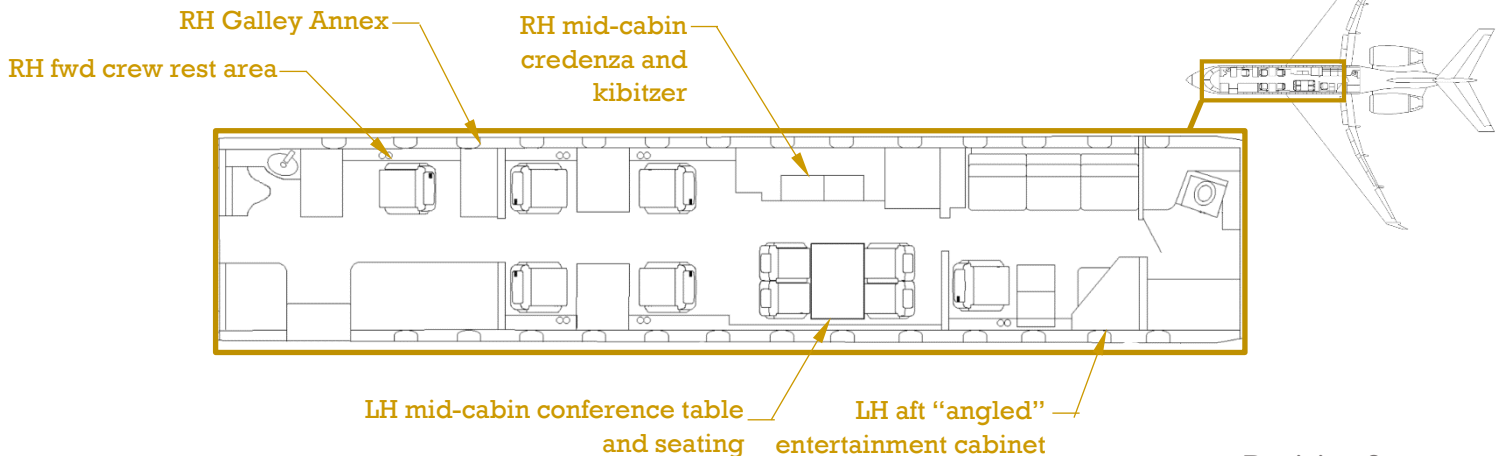 RH Galley Annex
RH fwd crew rest area
RH mid-cabin
credenza and
kibitzer
LH mid-cabin conference table
and seating
LH aft “angled”
entertainment cabinet